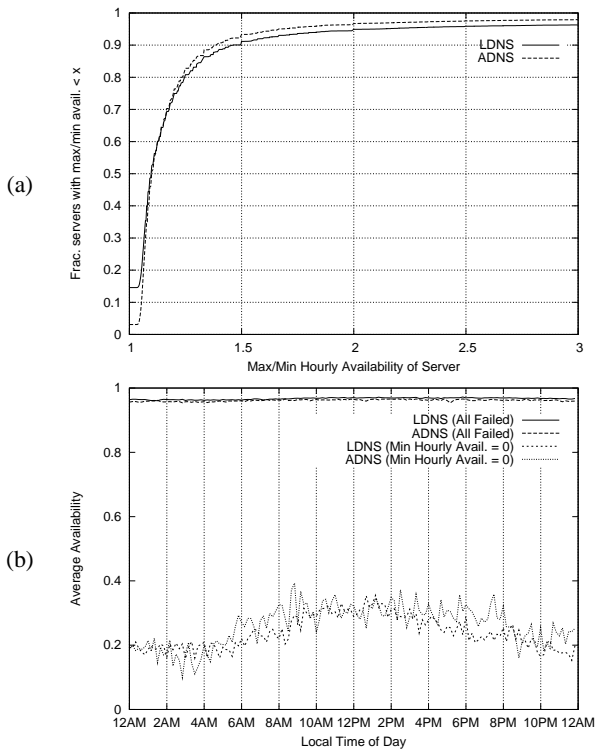 (a)
Frac. servers with max/min avail. < x
1
0.9
0.8
0.7
0.6
0.5
0.4
0.3
0.2
0.1
0
LDNS
ADNS
1 1.5 2 2.5 3
Max/Min Hourly Availability of Server
(b)
Average Availability
1
0.8
0.6
0.4
0.2
0
LDNS (All Failed)
ADNS (All Failed)
LDNS (Min Hourly Avail. = 0)
ADNS (Min Hourly Avail. = 0)
12AM 2AM 4AM 6AM 8AM 10AM 12PM 2PM 4PM 6PM 8PM 10PM 12AM
Local Time of Day